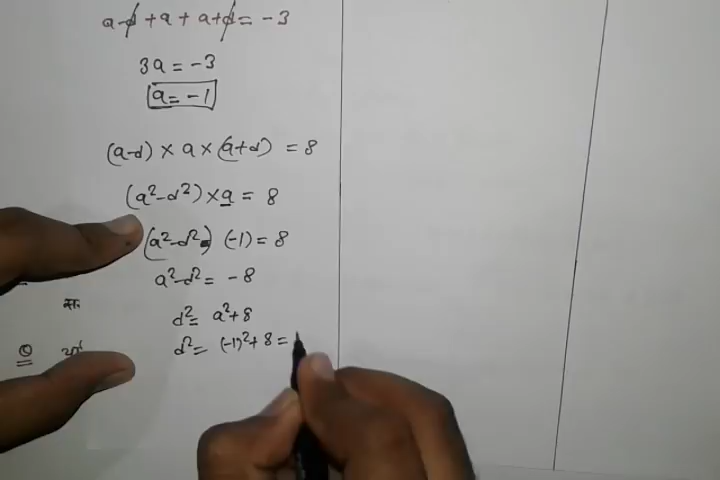 a-d + a + a+d = -3
3a = -3
a = -1
(a-d) × a × (a+d) = 8
(a²-d²) × a = 8
(a²-d²) (-1) = 8
a²-d² = -8
d² = a²+8
d² = (-1)²+8 =